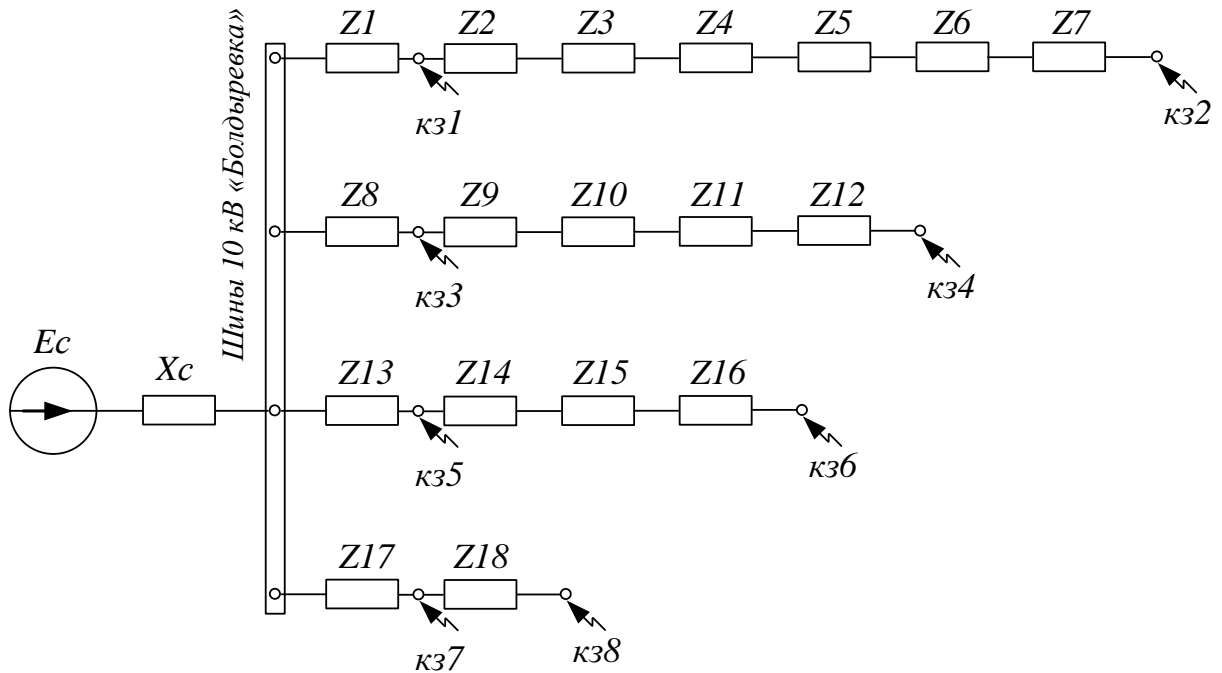 Z1 Z2 Z3 Z4 Z5 Z6 Z7
кз1
кз2
Шины 10 кВ «Болдыревка»
Z8 Z9 Z10 Z11 Z12
кз3
кз4
Ec
Xc
Z13 Z14 Z15 Z16
кз5
кз6
Z17 Z18
кз7
кз8